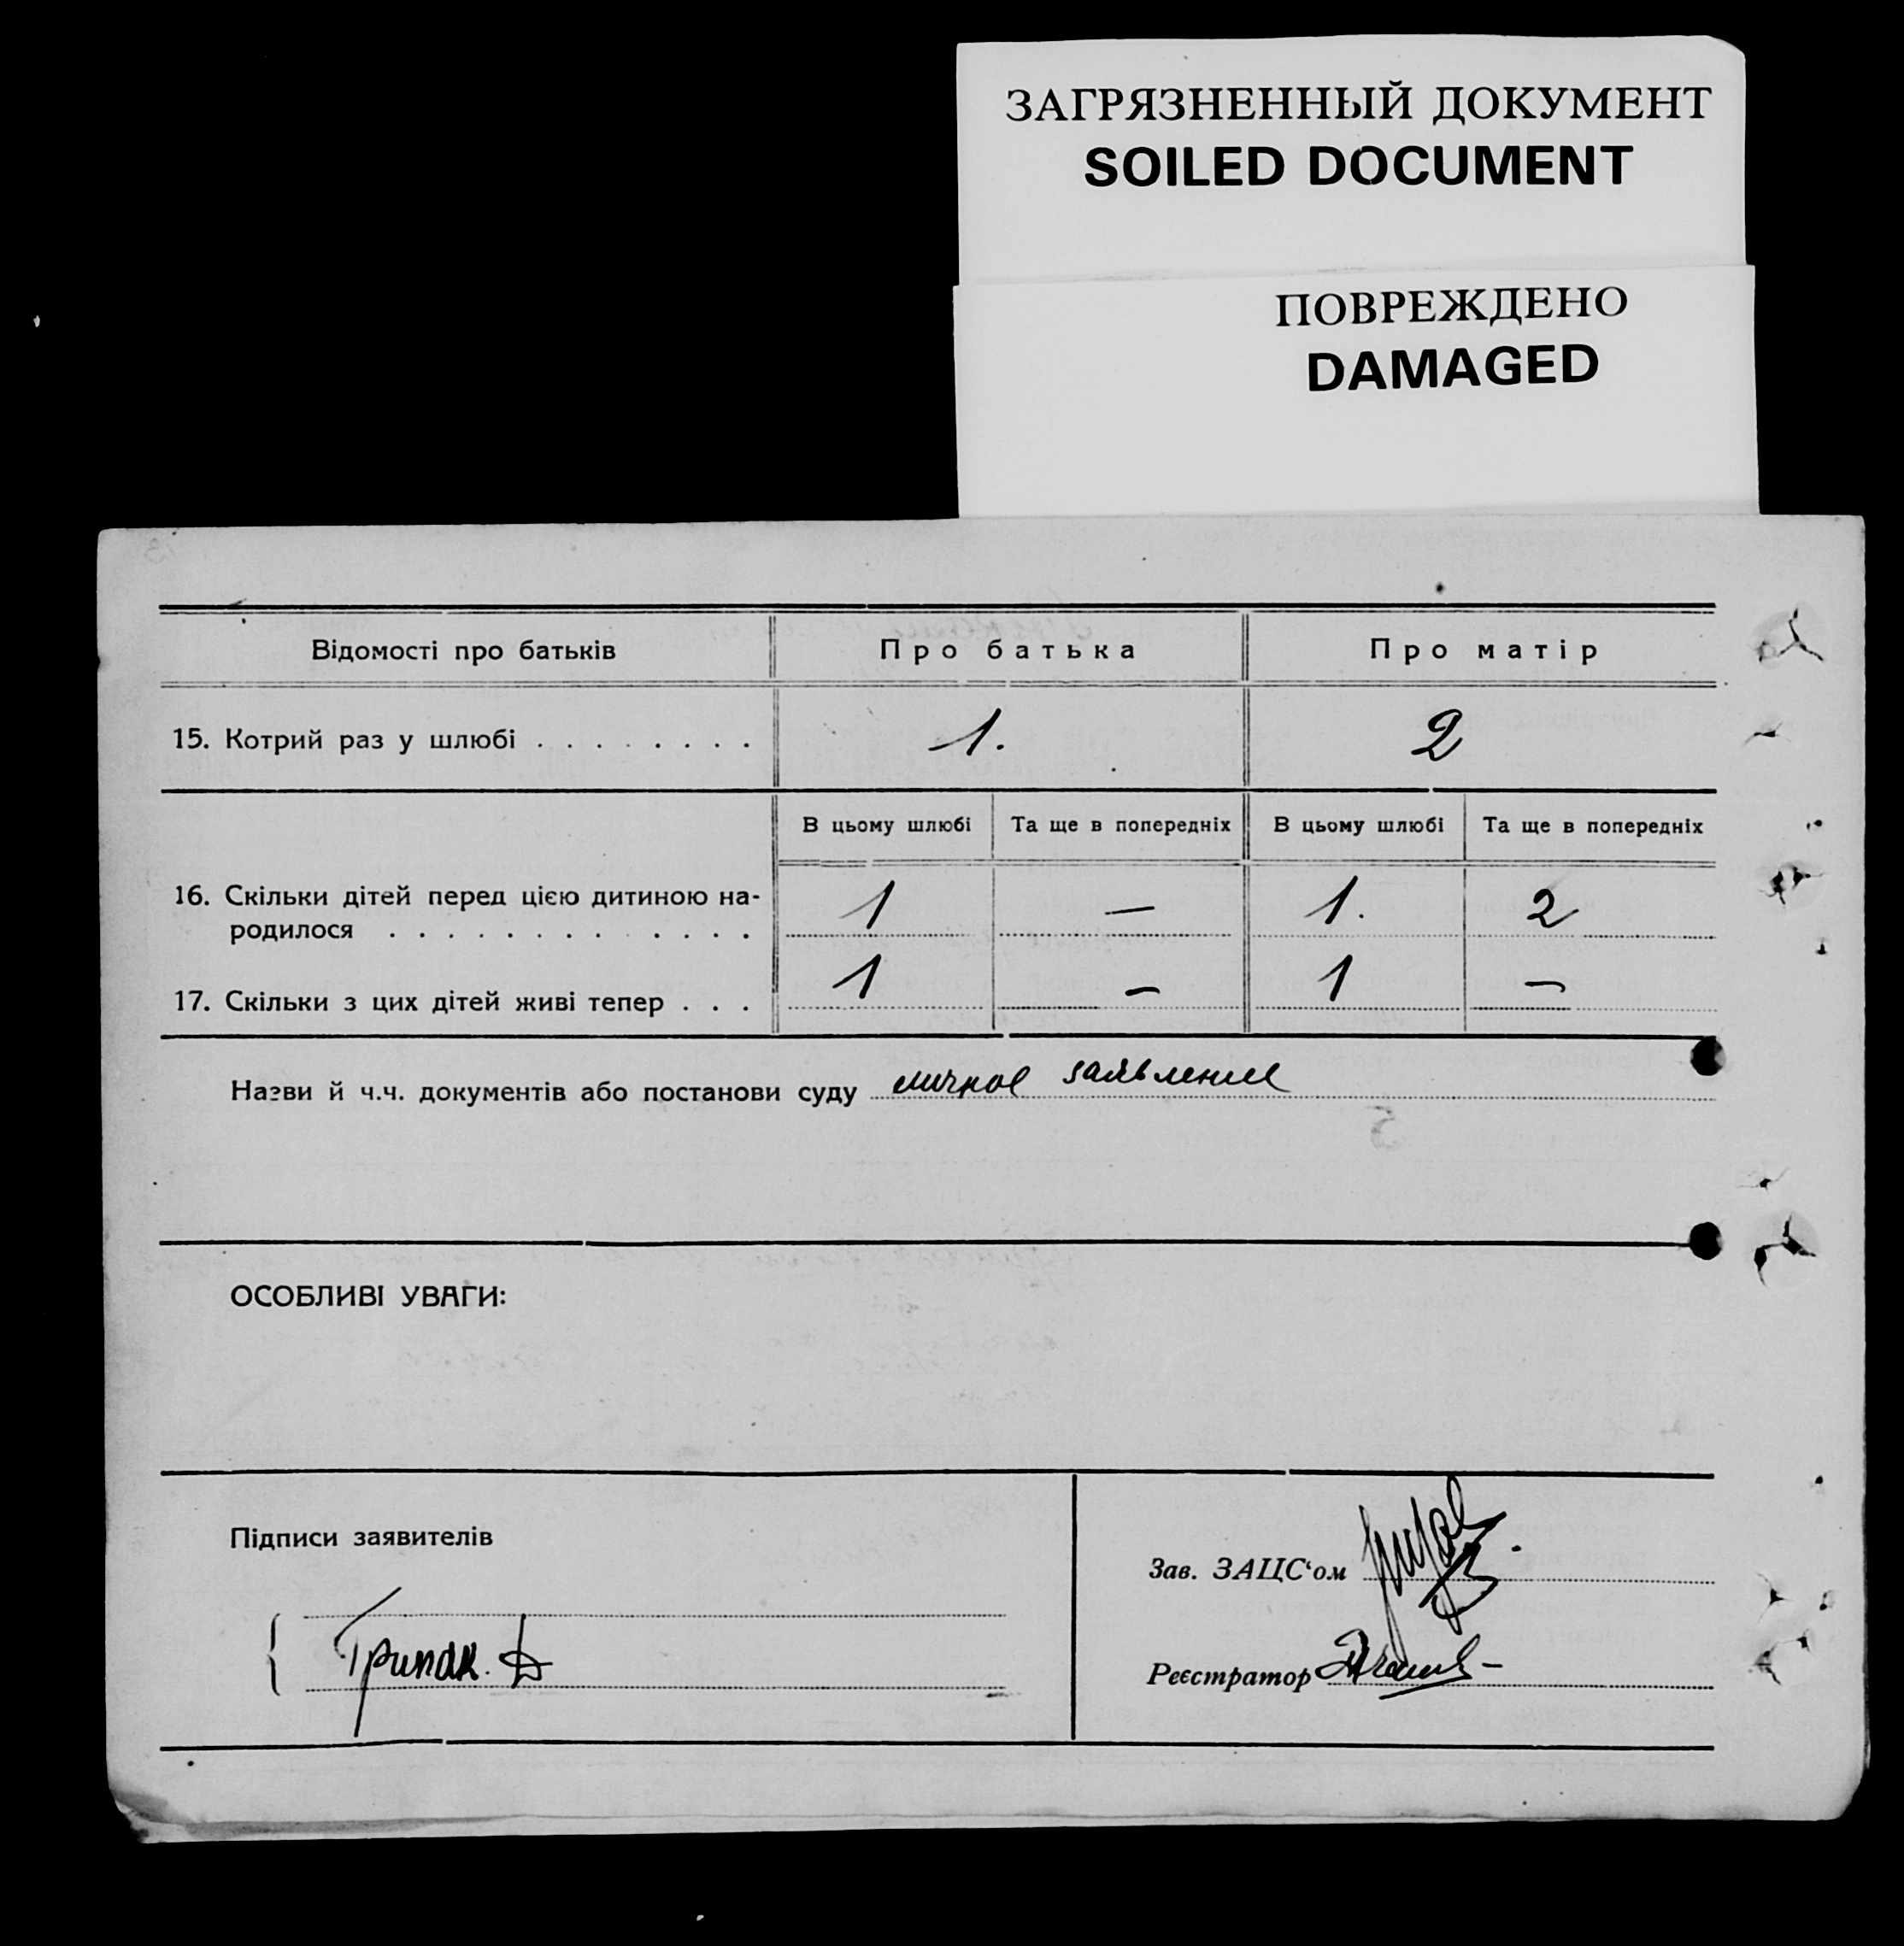 ЗАГРЯЗНЕННЫЙ ДОКУМЕНТ
SOILED DOCUMENT
ПОВРЕЖДЕНО
DAMAGED
Відомості про батьків Про батька Про матір
15. Котрий раз у шлюбі . . . . . . . . 1. 2
В цьому шлюбі Та ще в попередніх В цьому шлюбі Та ще в попередніх
16. Скільки дітей перед цією дитиною на-
родилося . . . . . . . . . . . . . 1 — 1. 2
17. Скільки з цих дітей живі тепер . . . 1 — 1 —
Назви й ч.ч. документів або постанови суду личное заявление
ОСОБЛИВІ УВАГИ:
Підписи заявителів
Зав. ЗАЦС‘ом
Грипак.
Реєстратор